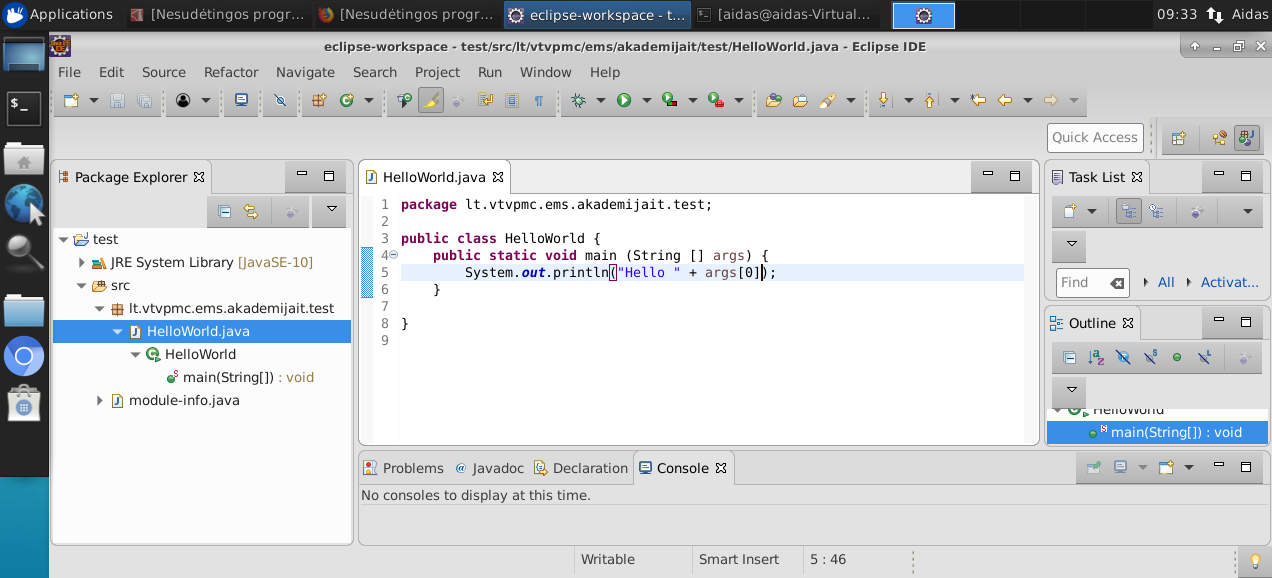 Applications [Nesudėtingos progr... [Nesudėtingos progr... eclipse-workspace - t... [aidas@aidas-Virtual... 09:33 Aidas
eclipse-workspace - test/src/lt/vtvpmc/ems/akademijait/test/HelloWorld.java - Eclipse IDE
File Edit Source Refactor Navigate Search Project Run Window Help
Quick Access
Package Explorer
test
JRE System Library [JavaSE-10]
src
lt.vtvpmc.ems.akademijait.test
HelloWorld.java
HelloWorld
main(String[]) : void
module-info.java
HelloWorld.java
1 package lt.vtvpmc.ems.akademijait.test;
2
3 public class HelloWorld {
4 public static void main (String [] args) {
5 System.out.println("Hello " + args[0]);
6 }
7
8 }
9
Task List
Find All Activat...
Outline
HelloWorld
main(String[]) : void
Problems Javadoc Declaration Console
No consoles to display at this time.
Writable Smart Insert 5 : 46